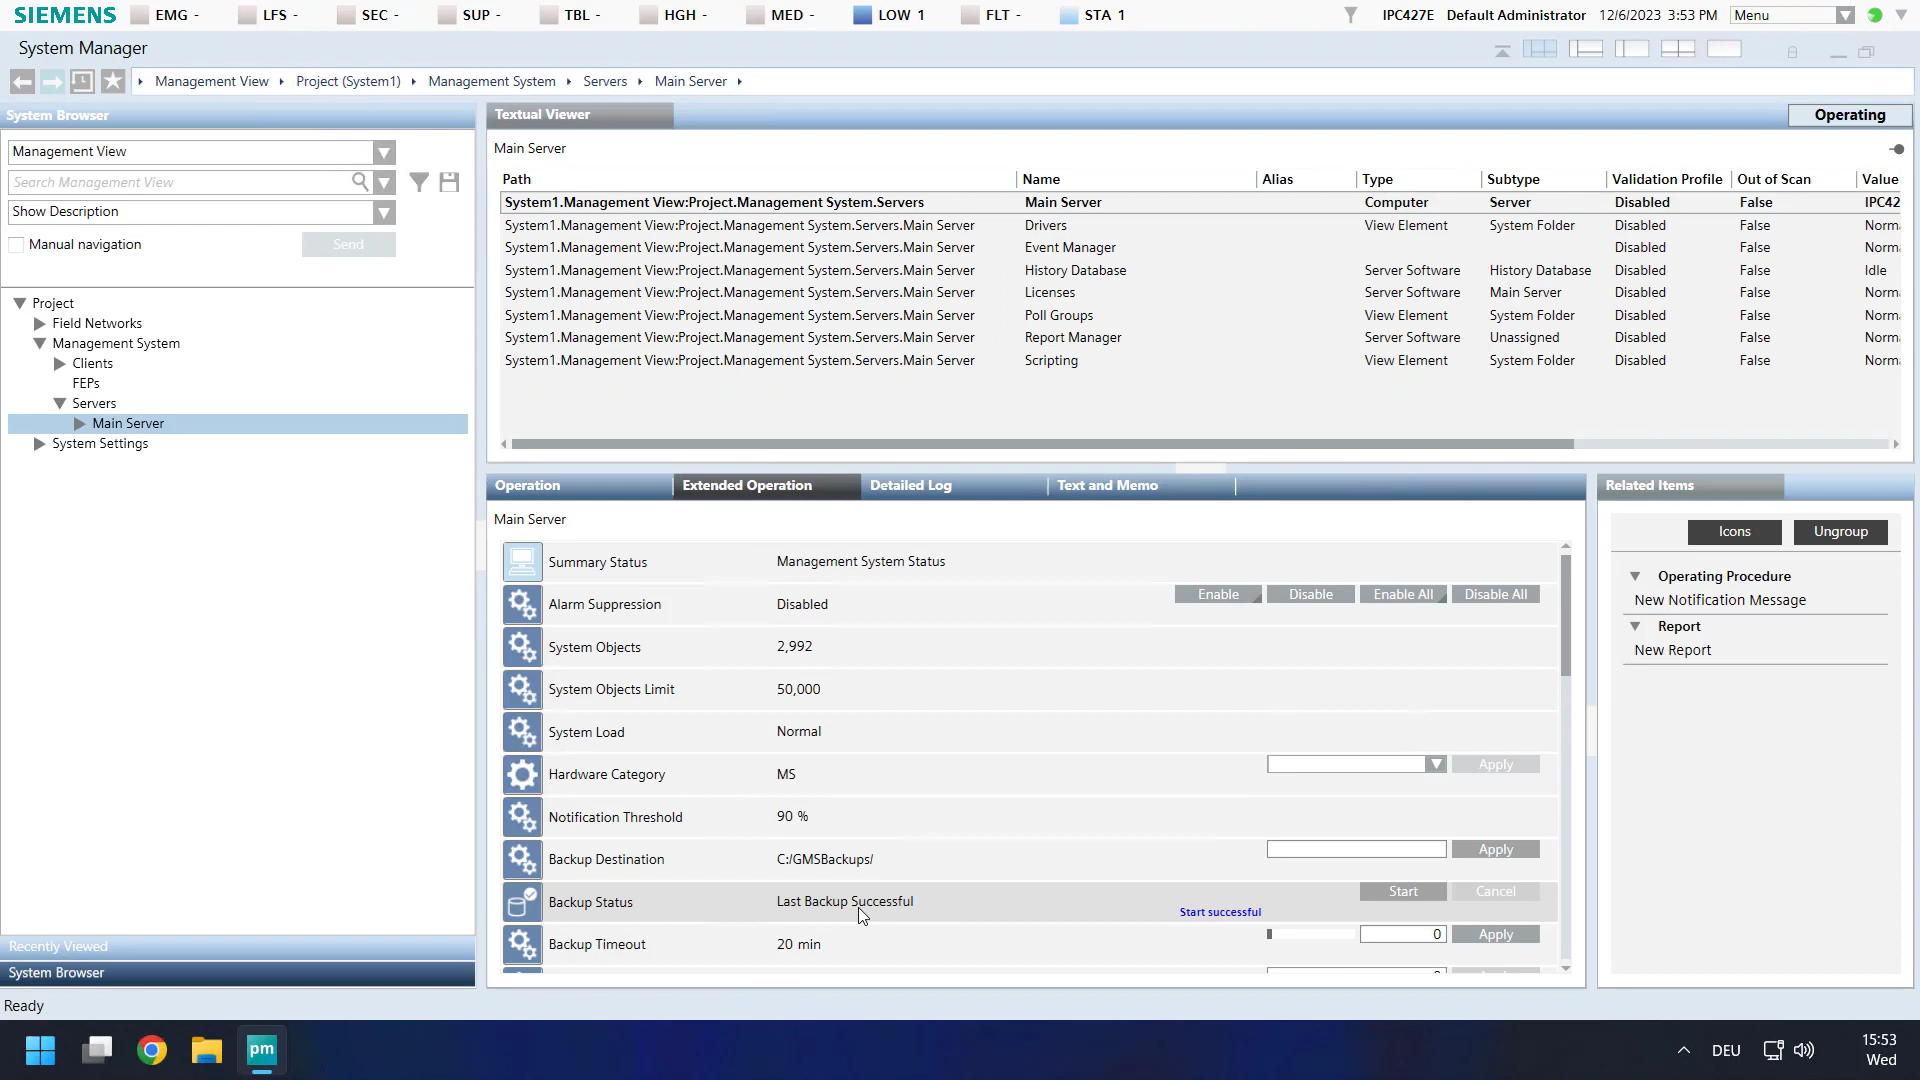 SIEMENS EMG - LFS - SEC - SUP - TBL - HGH - MED - LOW 1 FLT - STA 1 IPC427E Default Administrator 12/6/2023 3:53 PM Menu
System Manager
Management View Project (System1) Management System Servers Main Server
System Browser
Management View
Search Management View
Show Description
Manual navigation Send
Project
Field Networks
Management System
Clients
FEPs
Servers
Main Server
System Settings
Recently Viewed
System Browser
Ready
Textual Viewer Operating
Main Server
Path Name Alias Type Subtype Validation Profile Out of Scan Value
System1.Management View:Project.Management System.Servers Main Server Computer Server Disabled False IPC42
System1.Management View:Project.Management System.Servers.Main Server Drivers View Element System Folder Disabled False Norm
System1.Management View:Project.Management System.Servers.Main Server Event Manager Disabled False Norm
System1.Management View:Project.Management System.Servers.Main Server History Database Server Software History Database Disabled False Idle
System1.Management View:Project.Management System.Servers.Main Server Licenses Server Software Main Server Disabled False Norm
System1.Management View:Project.Management System.Servers.Main Server Poll Groups View Element System Folder Disabled False Norm
System1.Management View:Project.Management System.Servers.Main Server Report Manager Server Software Unassigned Disabled False Norm
System1.Management View:Project.Management System.Servers.Main Server Scripting View Element System Folder Disabled False Norm
Operation Extended Operation Detailed Log Text and Memo
Main Server
Summary Status Management System Status
Alarm Suppression Disabled Enable Disable Enable All Disable All
System Objects 2,992
System Objects Limit 50,000
System Load Normal
Hardware Category MS Apply
Notification Threshold 90 %
Backup Destination C:/GMSBackups/ Apply
Backup Status Last Backup Successful Start Cancel
Start successful
Backup Timeout 20 min 0 Apply
Related Items
Icons Ungroup
Operating Procedure
New Notification Message
Report
New Report
pm DEU 15:53
Wed